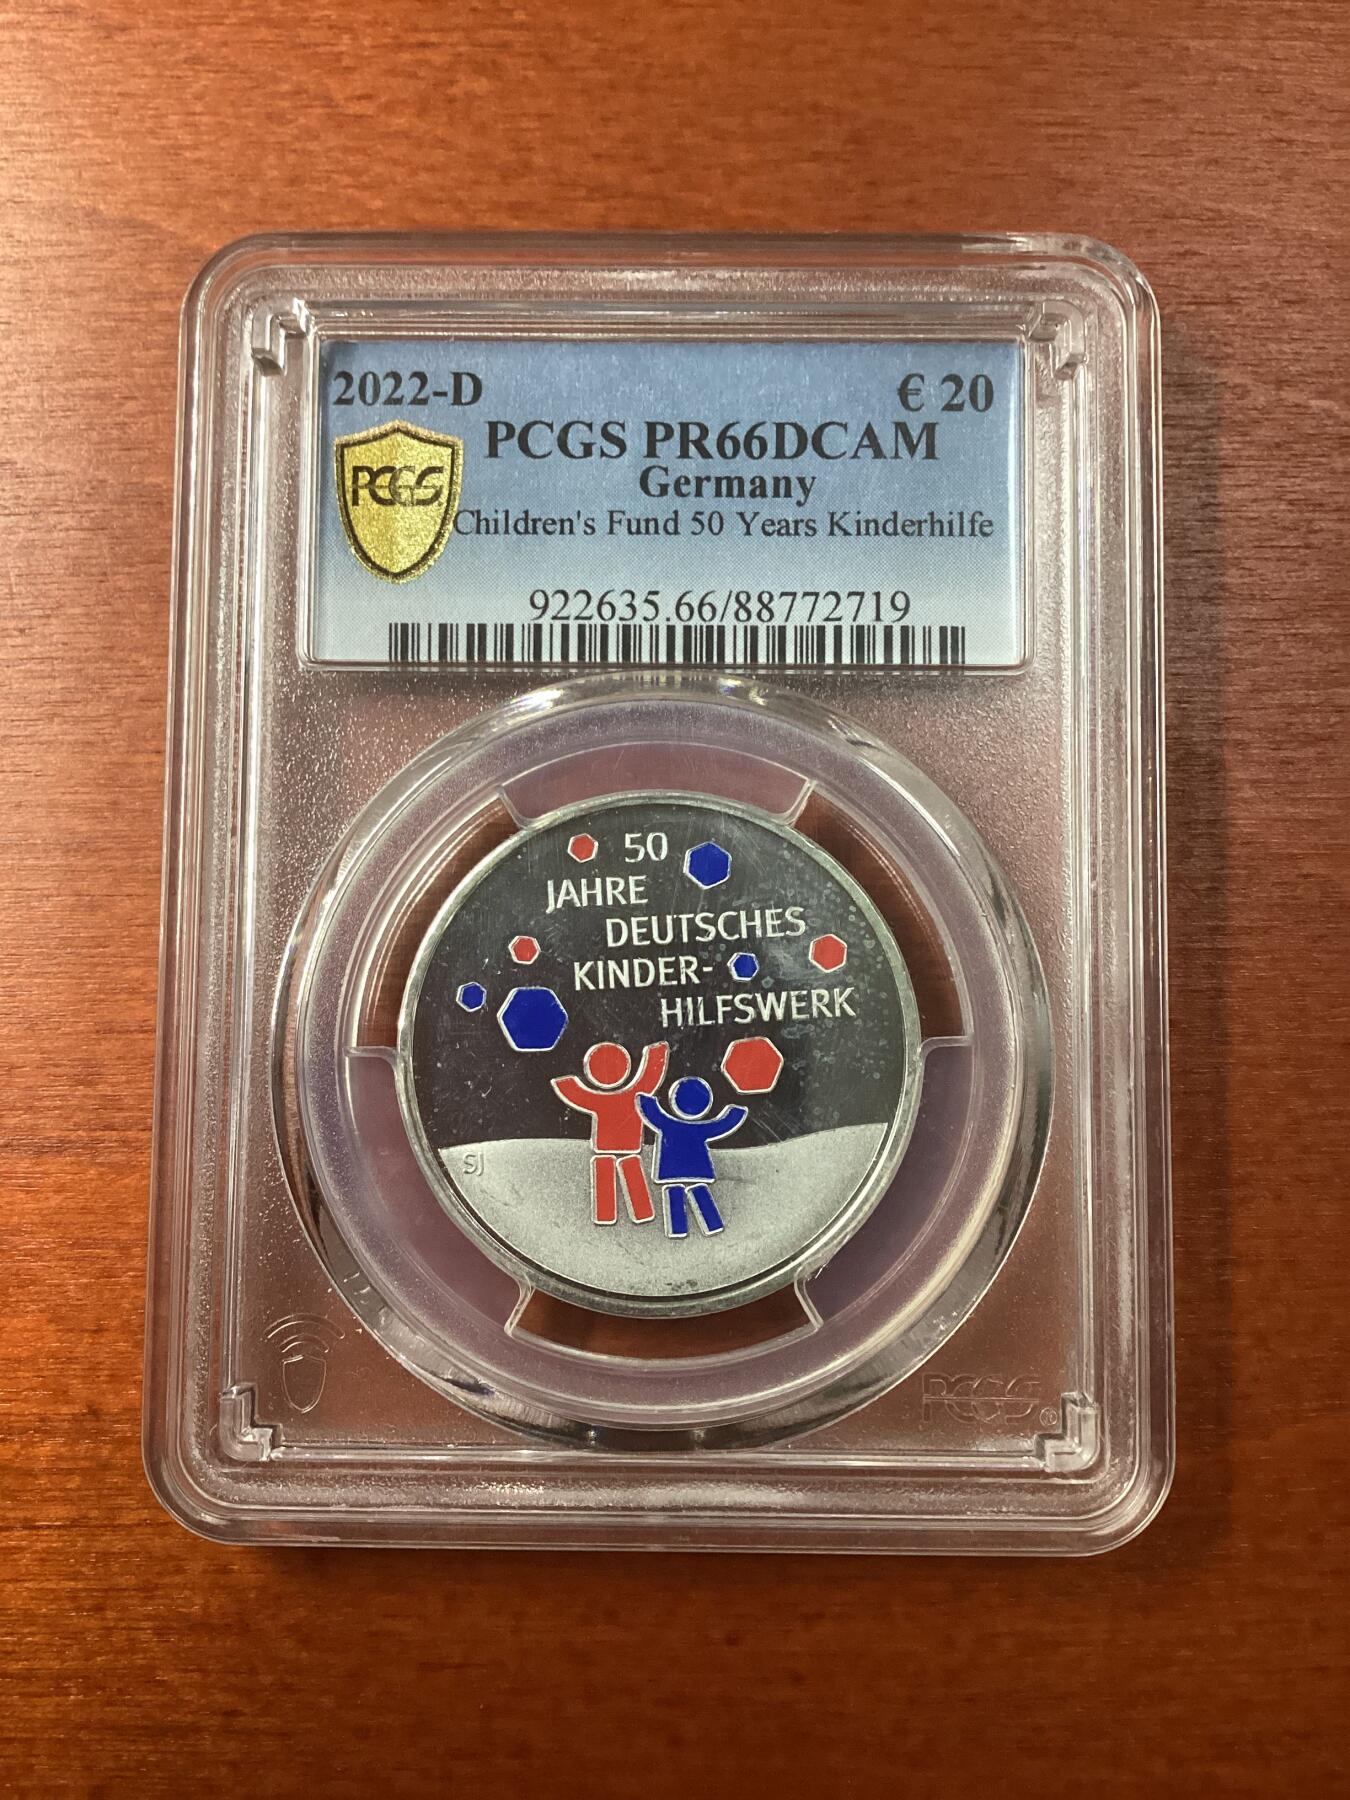 2022-D € 20
PCGS PR66DCAM
PCGS Germany
Children's Fund 50 Years Kinderhilfe
922635.66/88772719
50
JAHRE
DEUTSCHES
KINDER-
HILFSWERK
SJ
PCGS®